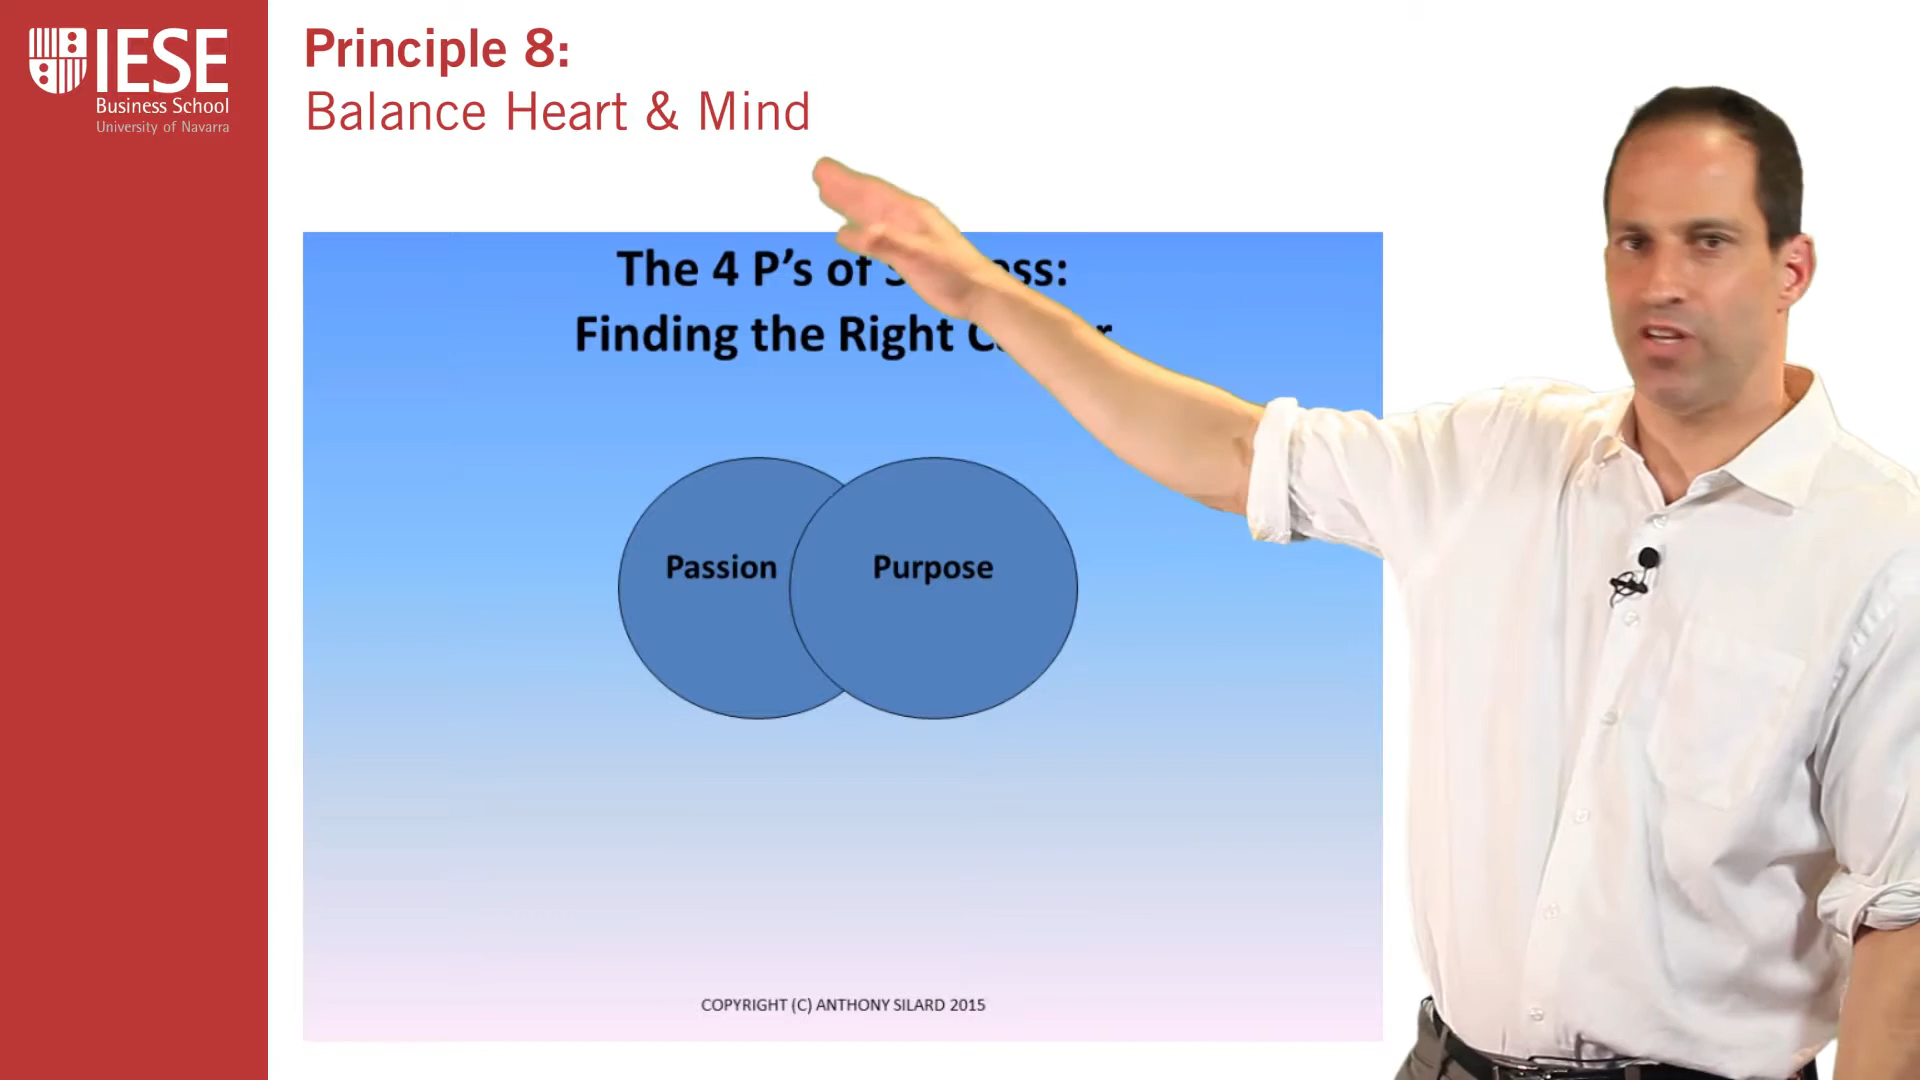 IESE
Business School
University of Navarra
Principle 8:
Balance Heart & Mind
The 4 P's of
Finding the Right
Passion
Purpose
COPYRIGHT (C) ANTHONY SILARD 2015